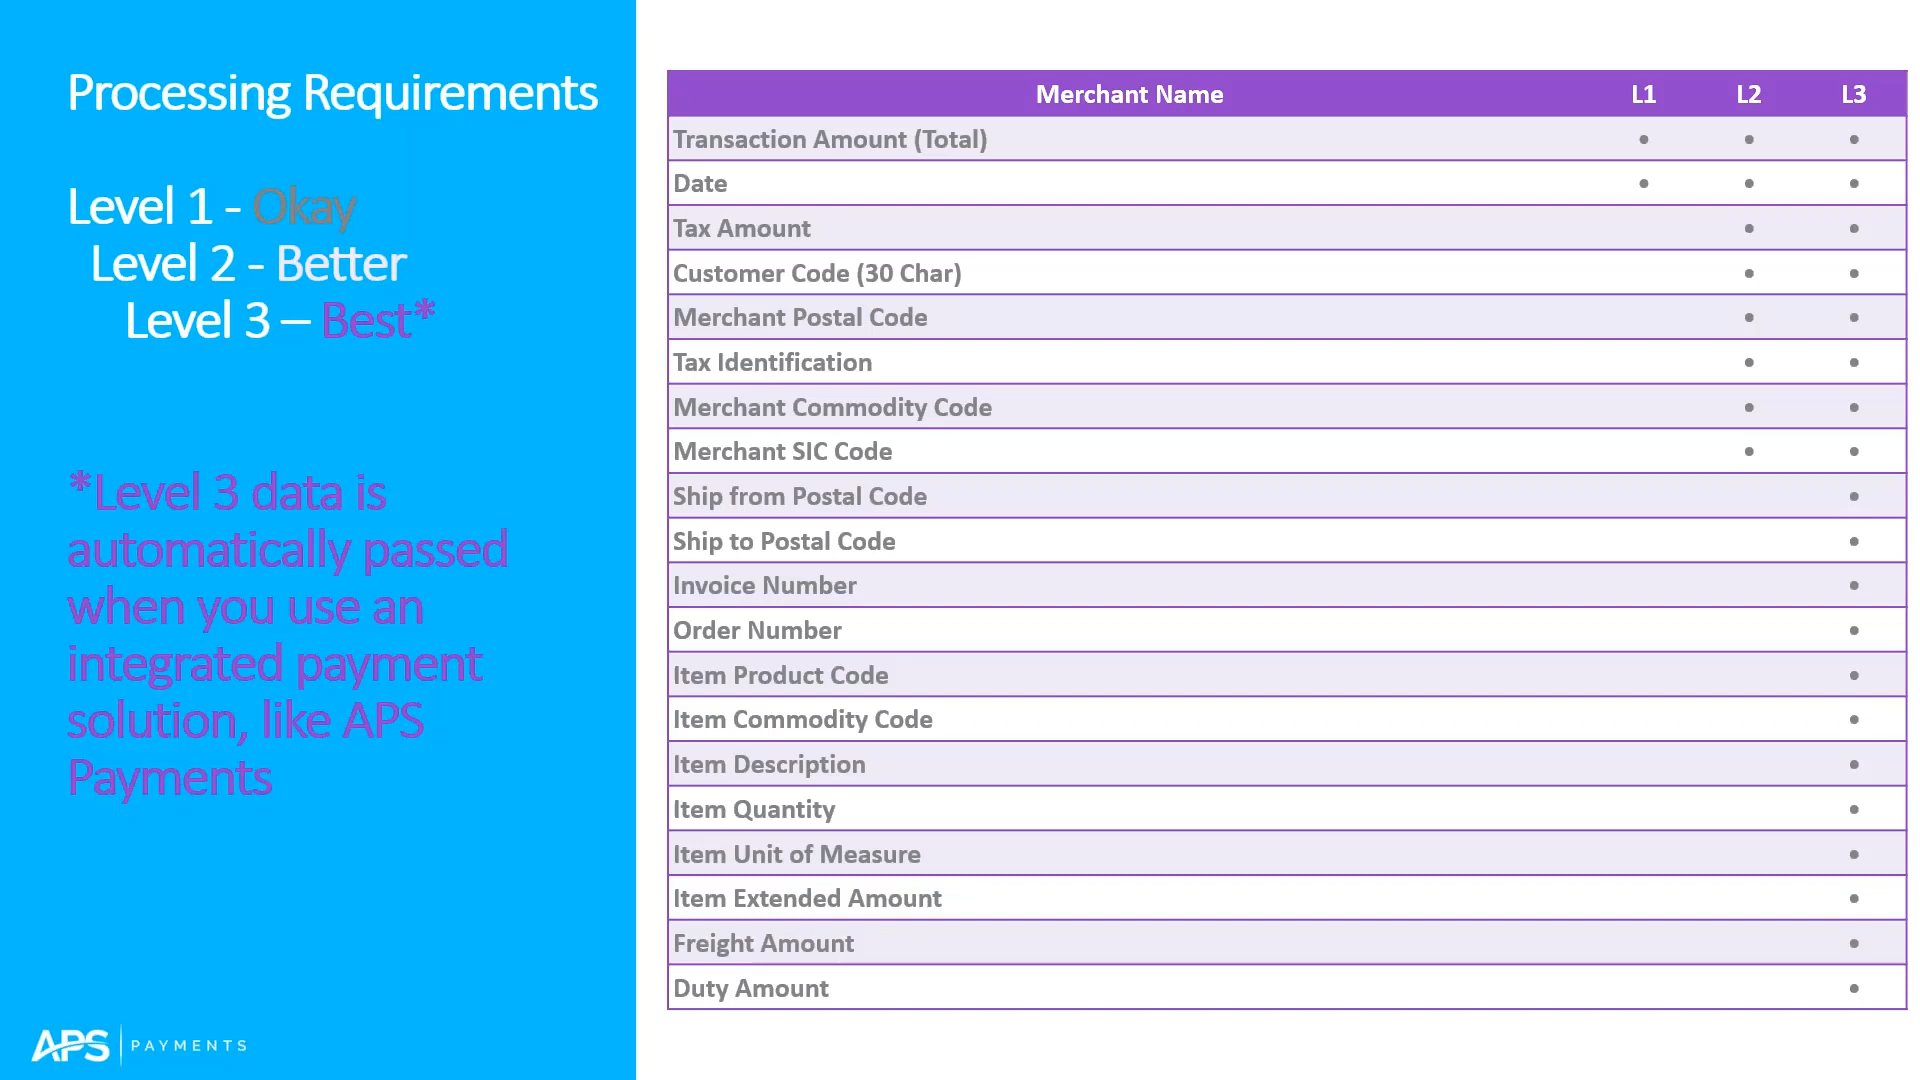 Processing Requirements
Level 1 - Okay
Level 2 - Better
Level 3 – Best*
*Level 3 data is
automatically passed
when you use an
integrated payment
solution, like APS
Payments
APS | PAYMENTS
Merchant Name L1 L2 L3
Transaction Amount (Total) • • •
Date • • •
Tax Amount • •
Customer Code (30 Char) • •
Merchant Postal Code • •
Tax Identification • •
Merchant Commodity Code • •
Merchant SIC Code • •
Ship from Postal Code •
Ship to Postal Code •
Invoice Number •
Order Number •
Item Product Code •
Item Commodity Code •
Item Description •
Item Quantity •
Item Unit of Measure •
Item Extended Amount •
Freight Amount •
Duty Amount •